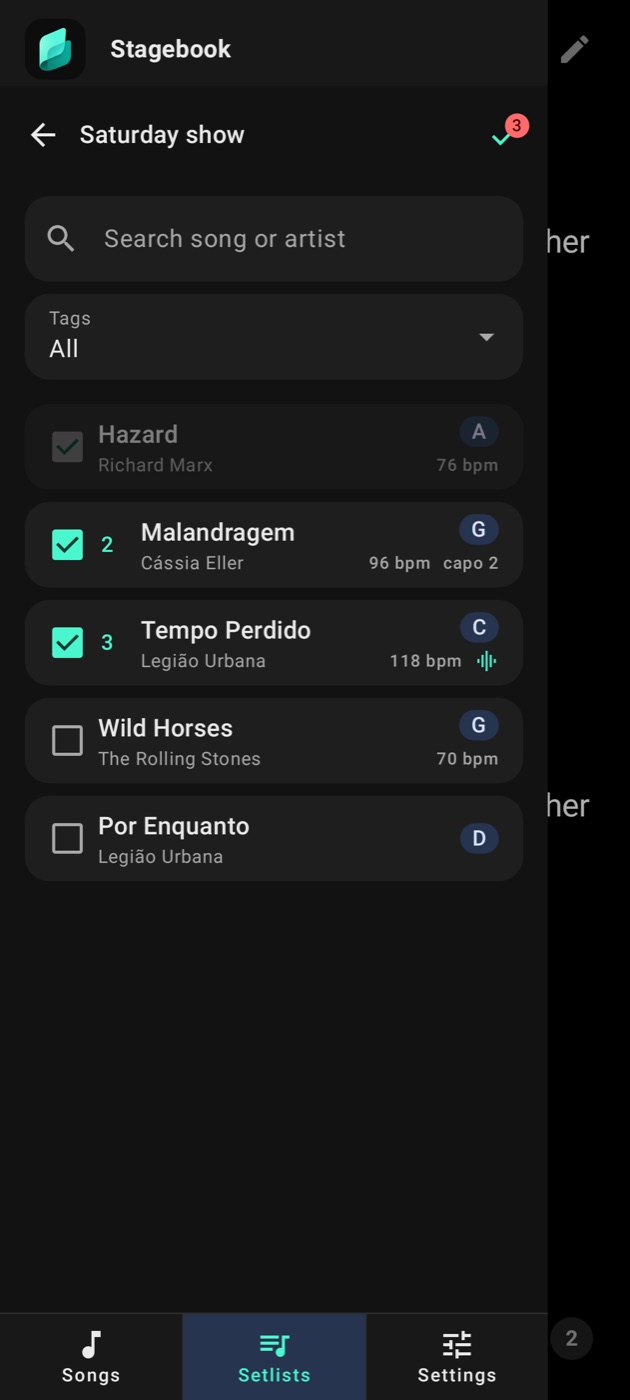 Stagebook
Saturday show
3
her
Search song or artist
Tags
All
Hazard
A
Richard Marx
76 bpm
2
Malandragem
G
Cássia Eller
96 bpm capo 2
3
Tempo Perdido
C
Legião Urbana
118 bpm
Wild Horses
G
The Rolling Stones
70 bpm
her
Por Enquanto
D
Legião Urbana
2
Songs
Setlists
Settings